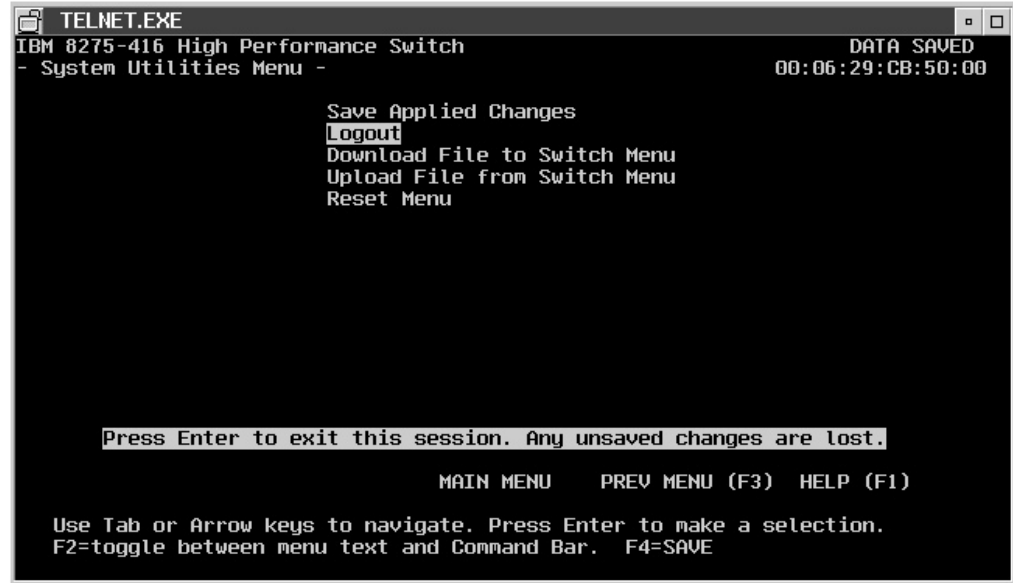 TELNET.EXE
IBM 8275-416 High Performance Switch DATA SAVED
- System Utilities Menu - 00:06:29:CB:50:00
Save Applied Changes
Logout
Download File to Switch Menu
Upload File from Switch Menu
Reset Menu
Press Enter to exit this session. Any unsaved changes are lost.
MAIN MENU PREV MENU (F3) HELP (F1)
Use Tab or Arrow keys to navigate. Press Enter to make a selection.
F2=toggle between menu text and Command Bar. F4=SAVE